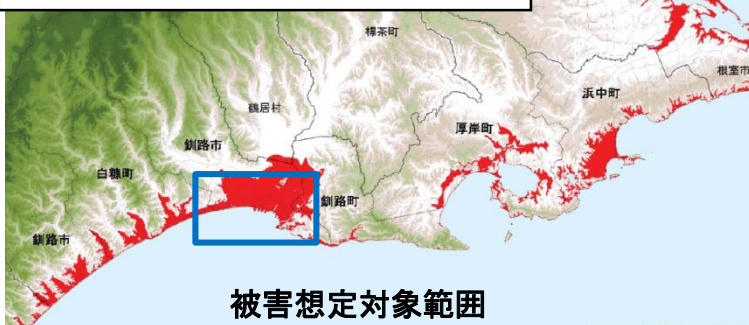 標茶町
根室市
浜中町
鶴居村
厚岸町
釧路市
白糠町
釧路町
釧路市
被害想定対象範囲